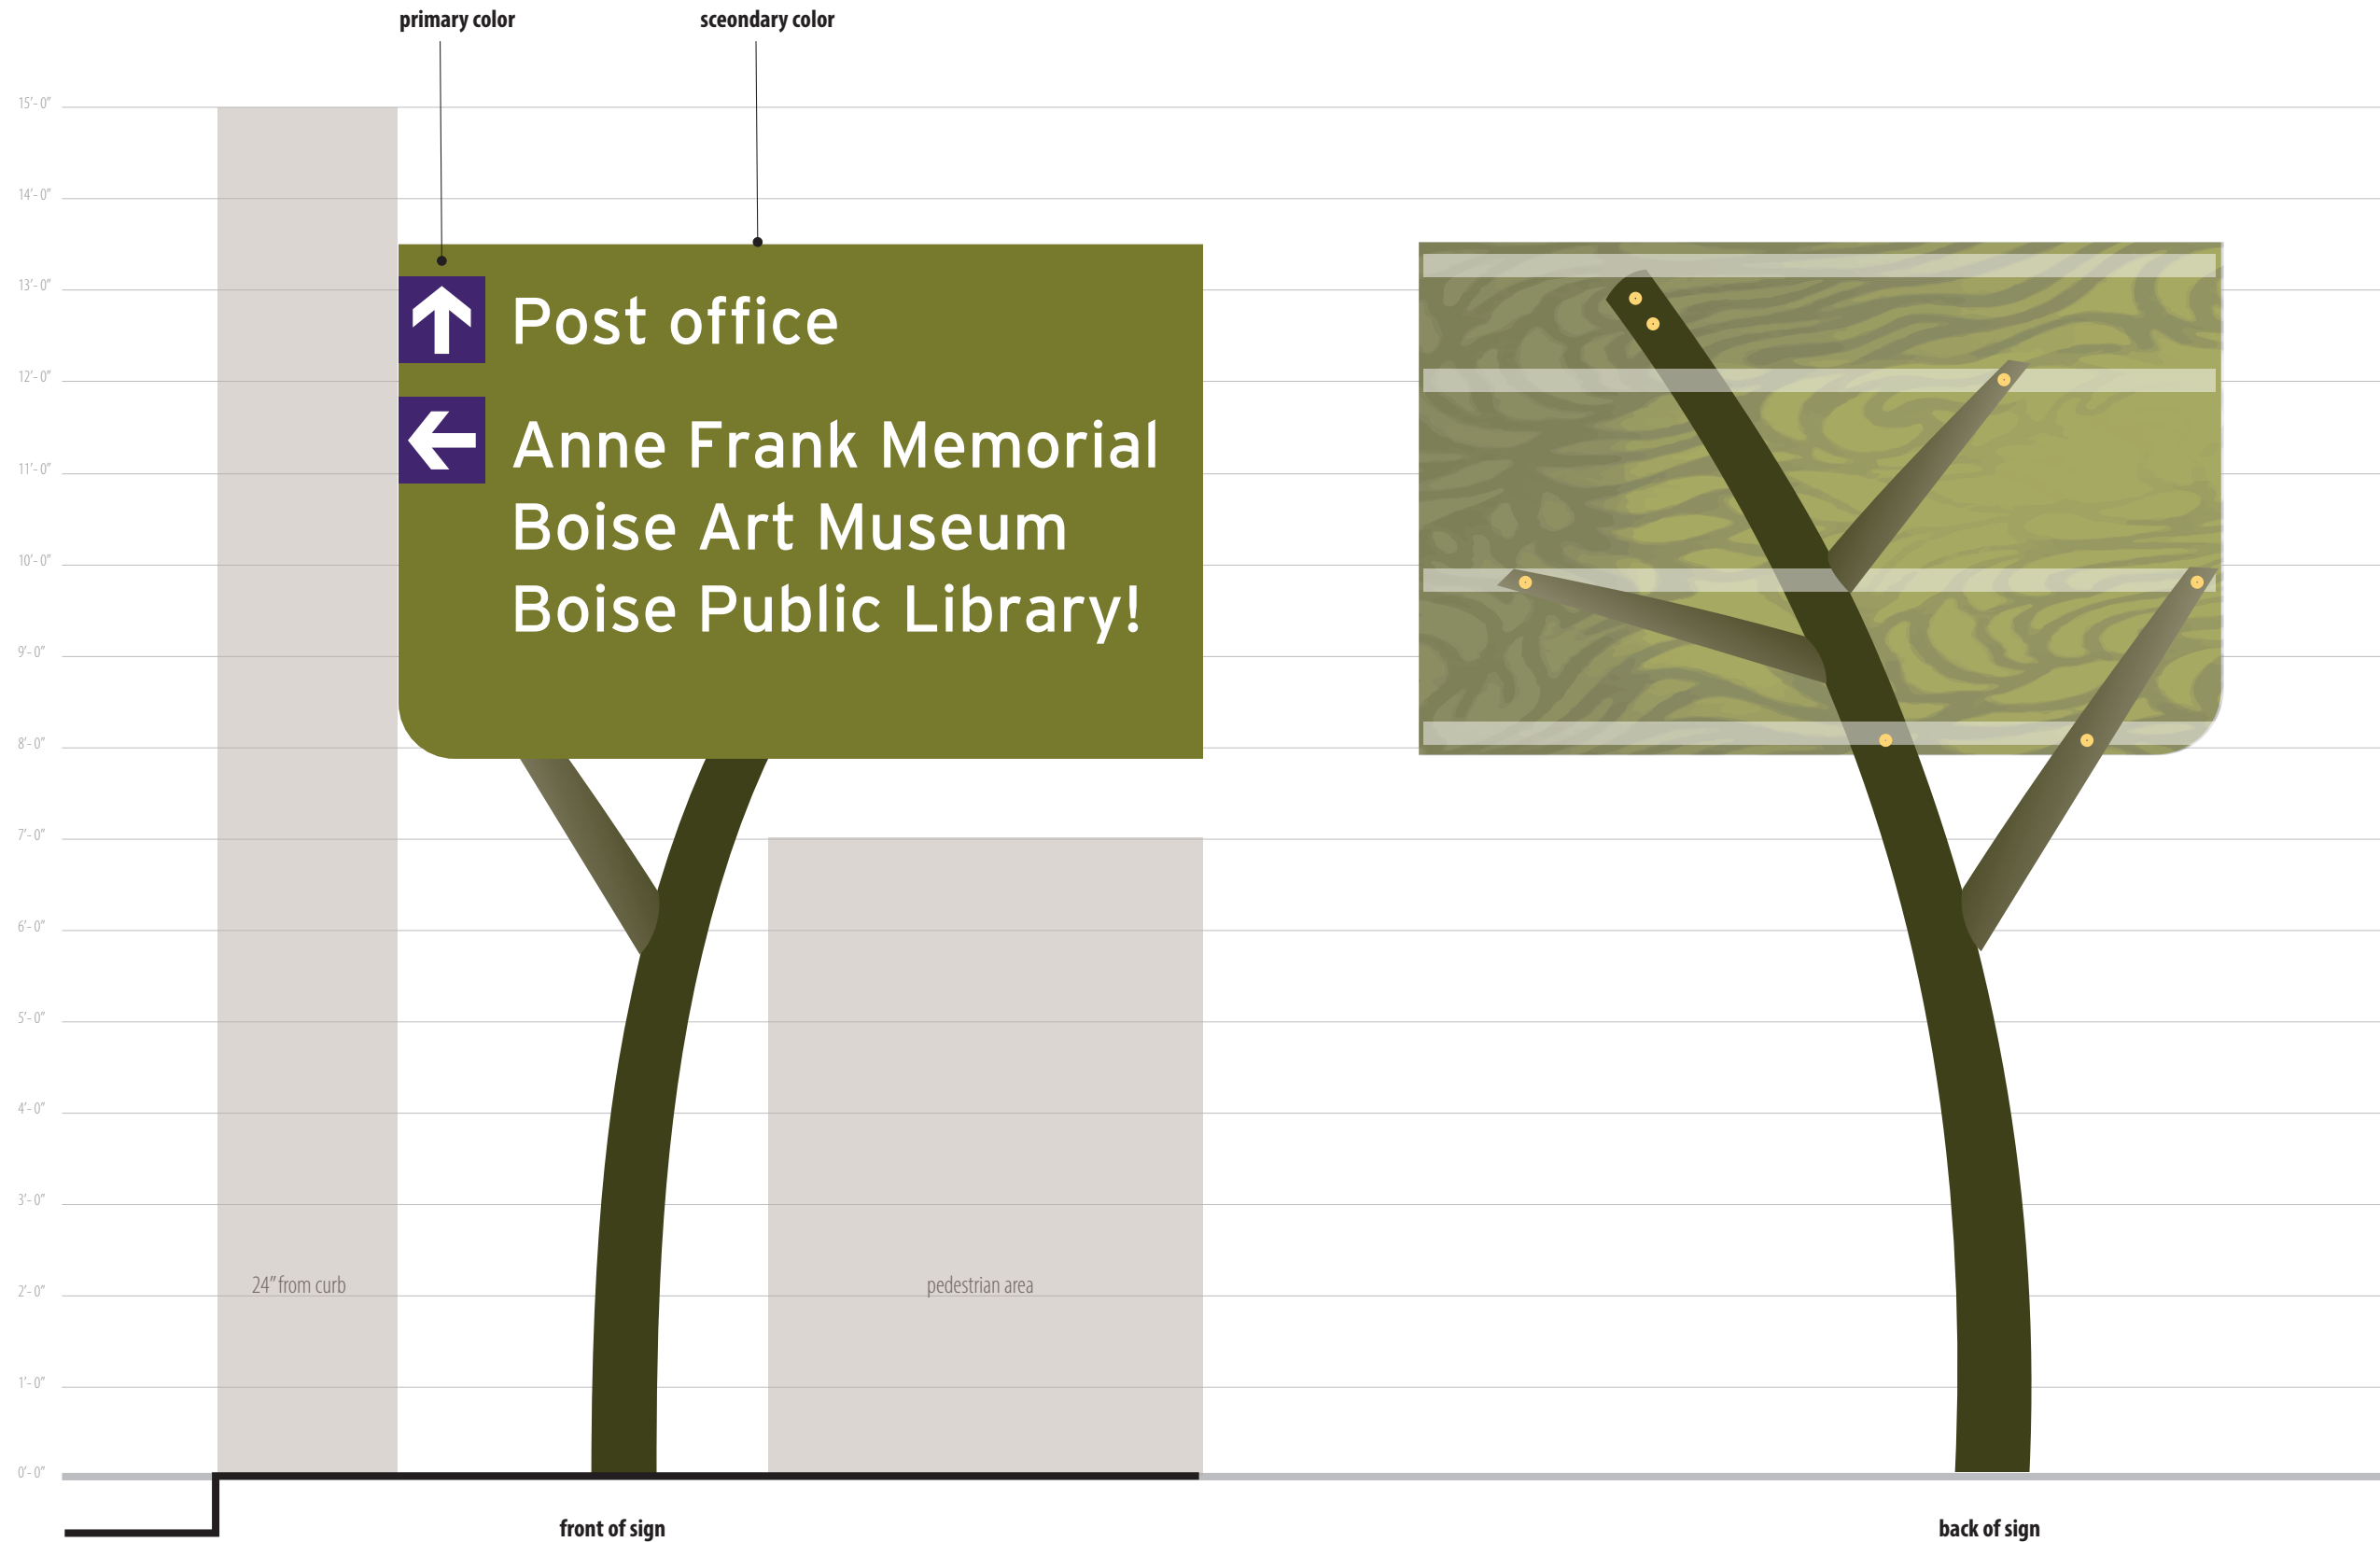 primary color
sceondary color
15’- 0”
14’- 0”
13’- 0”
12’- 0”
11’- 0”
10’- 0”
9’- 0”
8’- 0”
7’- 0”
6’- 0”
5’- 0”
4’- 0”
3’- 0”
2’- 0”
1’- 0”
0’- 0”
Post office
Anne Frank Memorial
Boise Art Museum
Boise Public Library!
24” from curb
pedestrian area
front of sign
back of sign